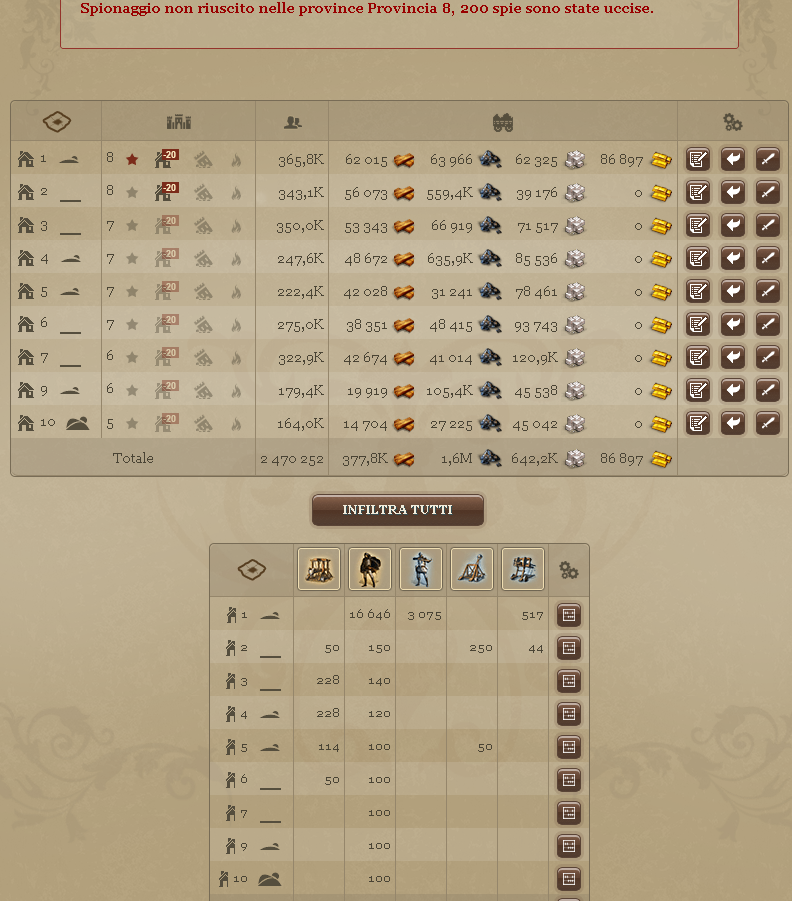 Spionaggio non riuscito nelle province Provincia 8, 200 spie sono state uccise.
1 8 -20 365,8K 62 015 63 966 62 325 86 897
2 8 -20 343,1K 56 073 559,4K 39 176 0
3 7 -20 350,0K 53 343 66 919 71 517 0
4 7 -20 247,6K 48 672 635,9K 85 536 0
5 7 -20 222,4K 42 028 31 241 78 461 0
6 7 -20 275,0K 38 351 48 415 93 743 0
7 6 -20 322,9K 42 674 41 014 120,9K 0
9 6 -20 179,4K 19 919 105,4K 45 538 0
10 5 -20 164,0K 14 704 27 225 45 042 0
Totale 2 470 252 377,8K 1,6M 642,2K 86 897
INFILTRA TUTTI
1 16 646 3 075 517
2 50 150 250 44
3 228 140
4 228 120
5 114 100 50
6 50 100
7 100
9 100
10 100